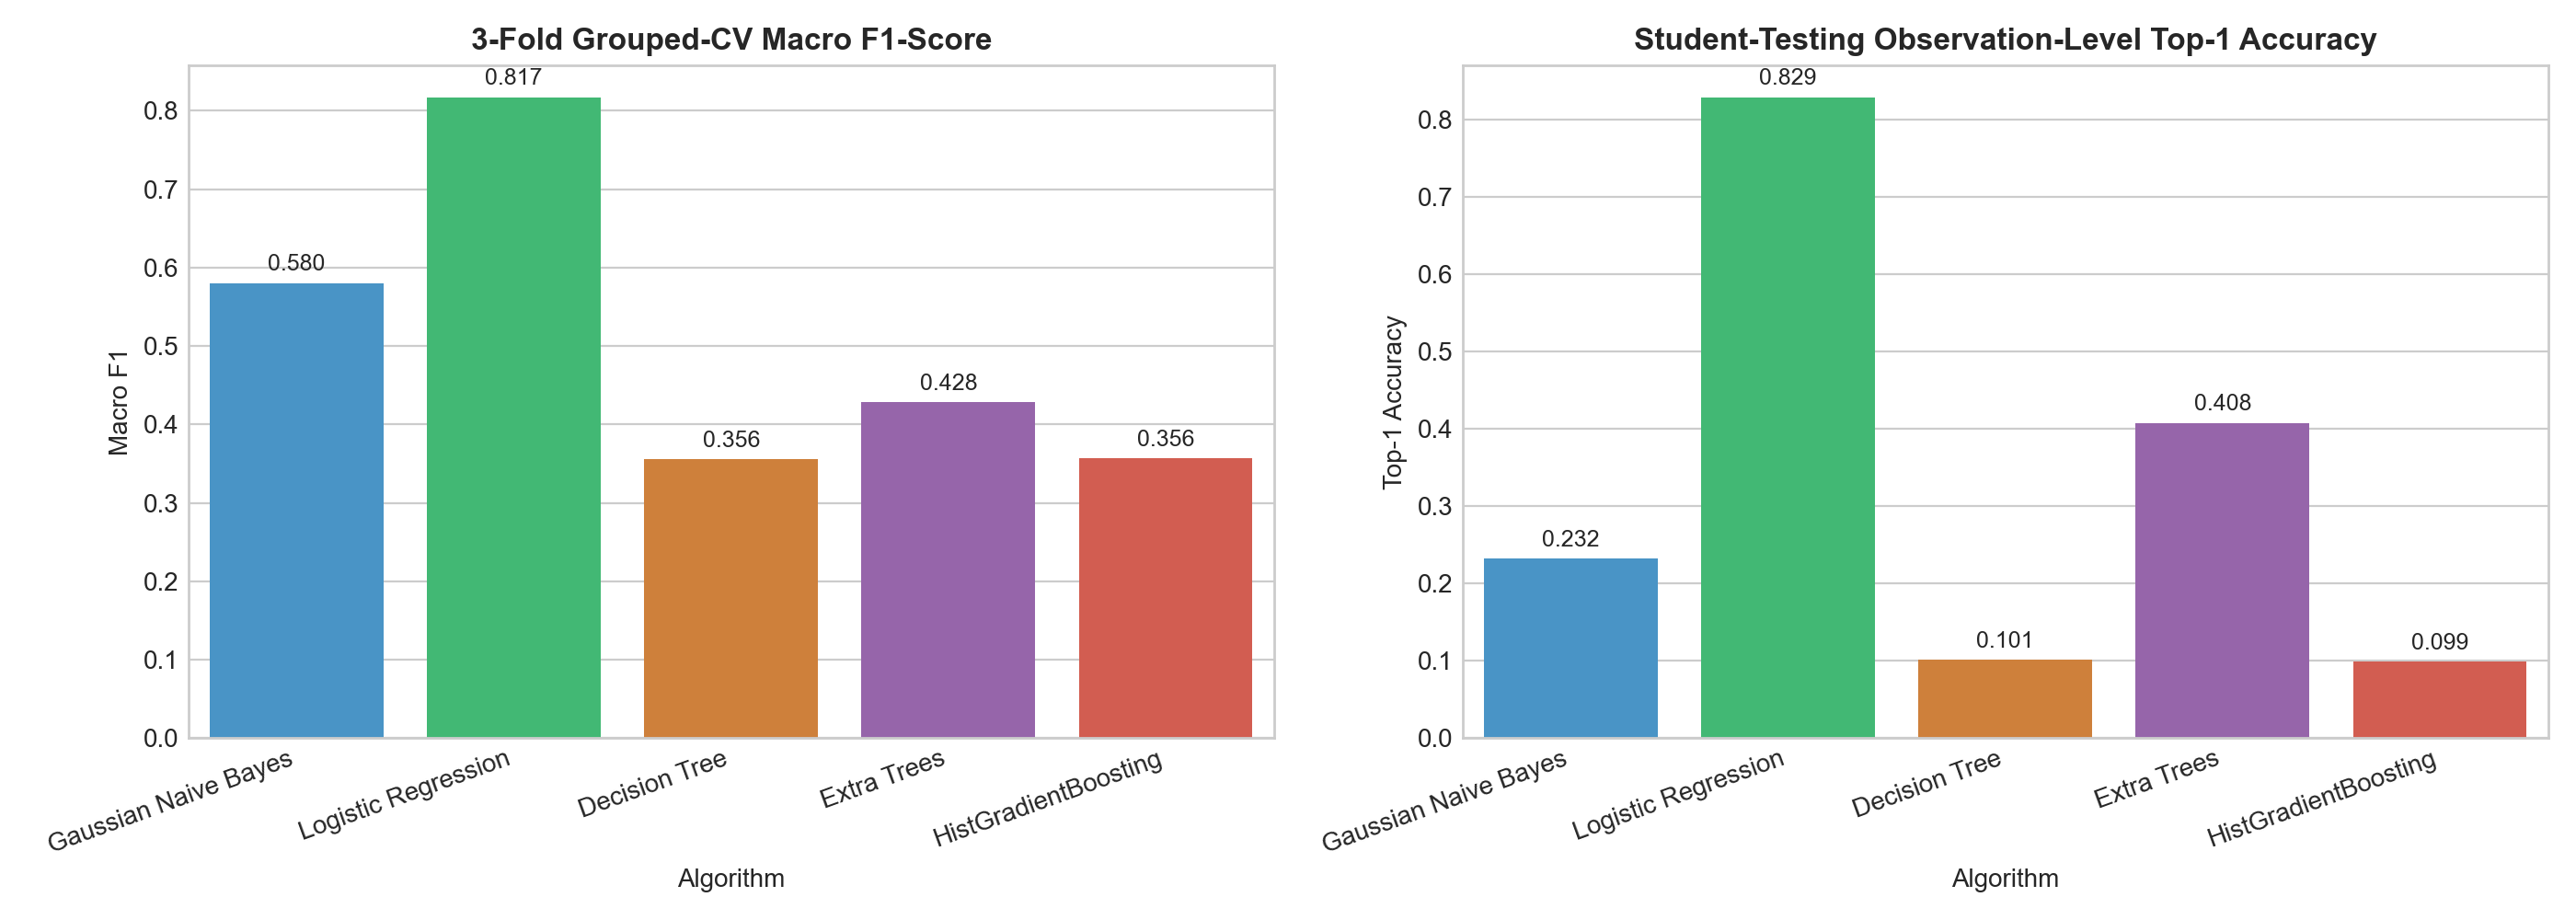 3-Fold Grouped-CV Macro F1-Score
0.817
0.8
0.7
0.6
0.580
0.5
0.428
0.4
0.356
0.356
0.3
0.2
0.1
0.0
Macro F1
Gaussian Naive Bayes
Logistic Regression
Decision Tree
Extra Trees
HistGradientBoosting
Algorithm
Student-Testing Observation-Level Top-1 Accuracy
0.829
0.8
0.7
0.6
0.5
0.408
0.4
0.3
0.232
0.2
0.101
0.099
0.1
0.0
Top-1 Accuracy
Gaussian Naive Bayes
Logistic Regression
Decision Tree
Extra Trees
HistGradientBoosting
Algorithm